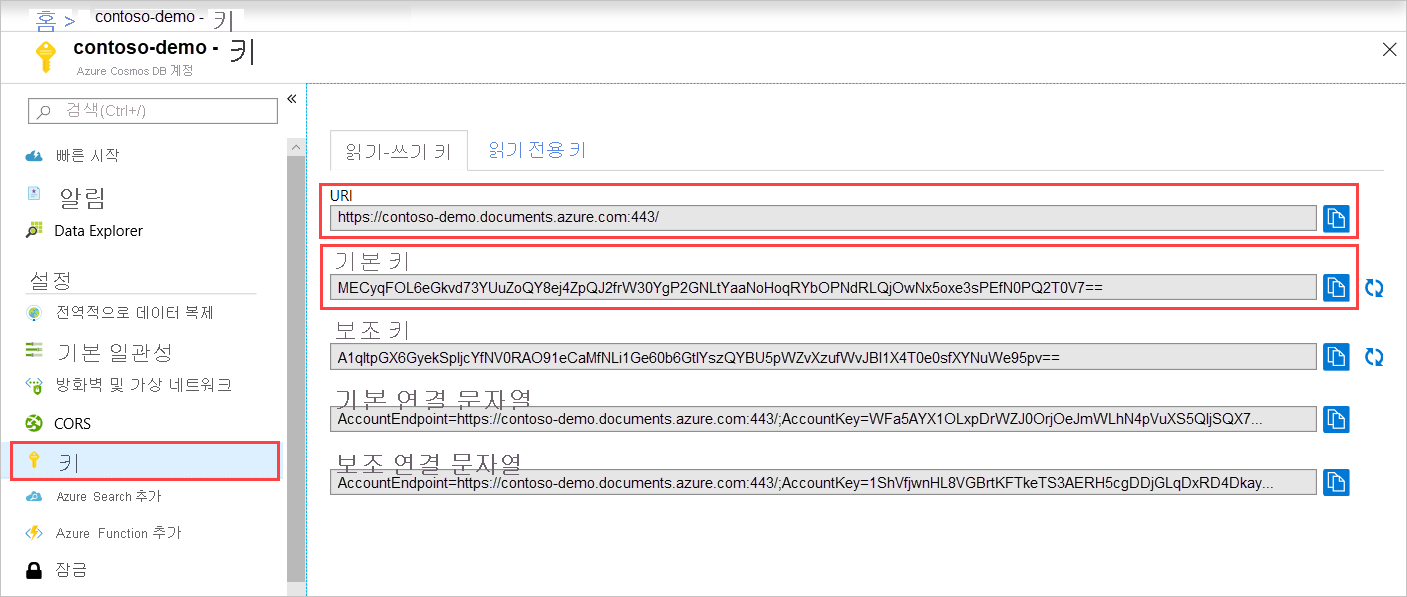 홈 > contoso-demo - 키
contoso-demo - 키
Azure Cosmos DB 계정
검색(Ctrl+/)
«
빠른 시작
알림
Data Explorer
설정
전역적으로 데이터 복제
기본 일관성
방화벽 및 가상 네트워크
CORS
키
Azure Search 추가
Azure Function 추가
잠금
읽기-쓰기 키 읽기 전용 키
URI
https://contoso-demo.documents.azure.com:443/
기본 키
MECyqFOL6eGkvd73YUuZoQY8ej4ZpQJ2frW30YgP2GNLtYaaNoHoqRYbOPNdRLQjOwNx5oxe3sPEfN0PQ2T0V7==
보조 키
A1qltpGX6GyekSpljcYfNV0RAO91eCaMfNLi1Ge60b6GtlYszQYBU5pWZvXzufWvJBl1X4T0e0sfXYNuWe95pv==
기본 연결 문자열
AccountEndpoint=https://contoso-demo.documents.azure.com:443/;AccountKey=WFa5AYX1OLxpDrWZJ0OrjOeJmWLhN4pVuXS5QljSQX7...
보조 연결 문자열
AccountEndpoint=https://contoso-demo.documents.azure.com:443/;AccountKey=1ShVfjwnHL8VGBrtKFTkeTS3AERH5cgDDjGLqDxRD4Dkay...